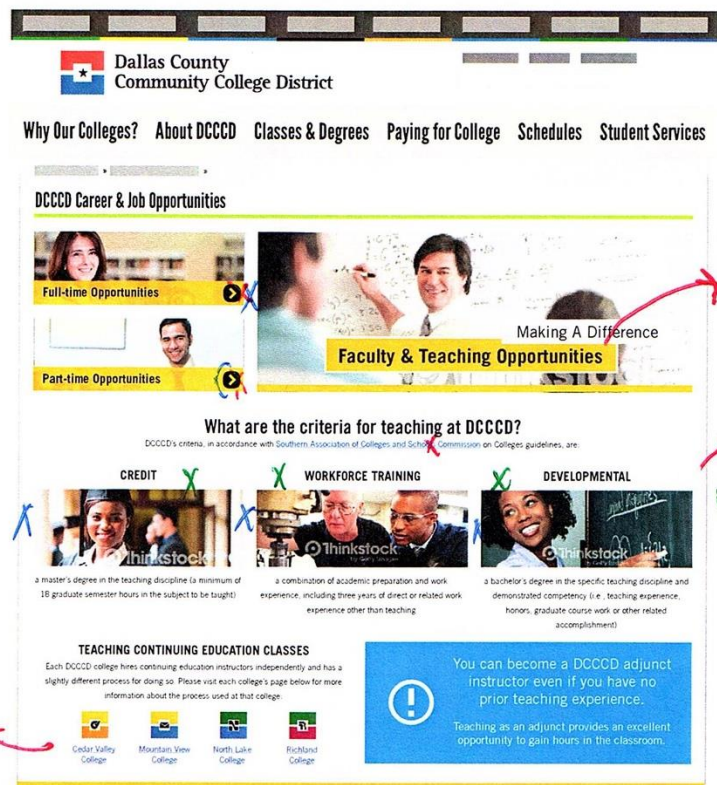 Dallas County
Community College District
Why Our Colleges? About DCCCD Classes & Degrees Paying for College Schedules Student Services
DCCCD Career & Job Opportunities
Full-time Opportunities
Part-time Opportunities
Making A Difference
Faculty & Teaching Opportunities
What are the criteria for teaching at DCCCD?
DCCCD's criteria, in accordance with Southern Association of Colleges and Schools Commission on Colleges guidelines, are:
CREDIT
WORKFORCE TRAINING
DEVELOPMENTAL
Thinkstock
Thinkstock
by Getty Images
Thinkstock
by Getty Images
a master's degree in the teaching discipline (a minimum of
18 graduate semester hours in the subject to be taught)
a combination of academic preparation and work
experience, including three years of direct or related work
experience other than teaching
a bachelor's degree in the specific teaching discipline and
demonstrated competency (i.e., teaching experience,
honors, graduate course work or other related
accomplishment)
TEACHING CONTINUING EDUCATION CLASSES
Each DCCCD college hires continuing education instructors independently and has a
slightly different process for doing so. Please visit each college's page below for more
information about the process used at that college.
Cedar Valley
College
Mountain View
College
North Lake
College
Richland
College
You can become a DCCCD adjunct
instructor even if you have no
prior teaching experience.
Teaching as an adjunct provides an excellent
opportunity to gain hours in the classroom.